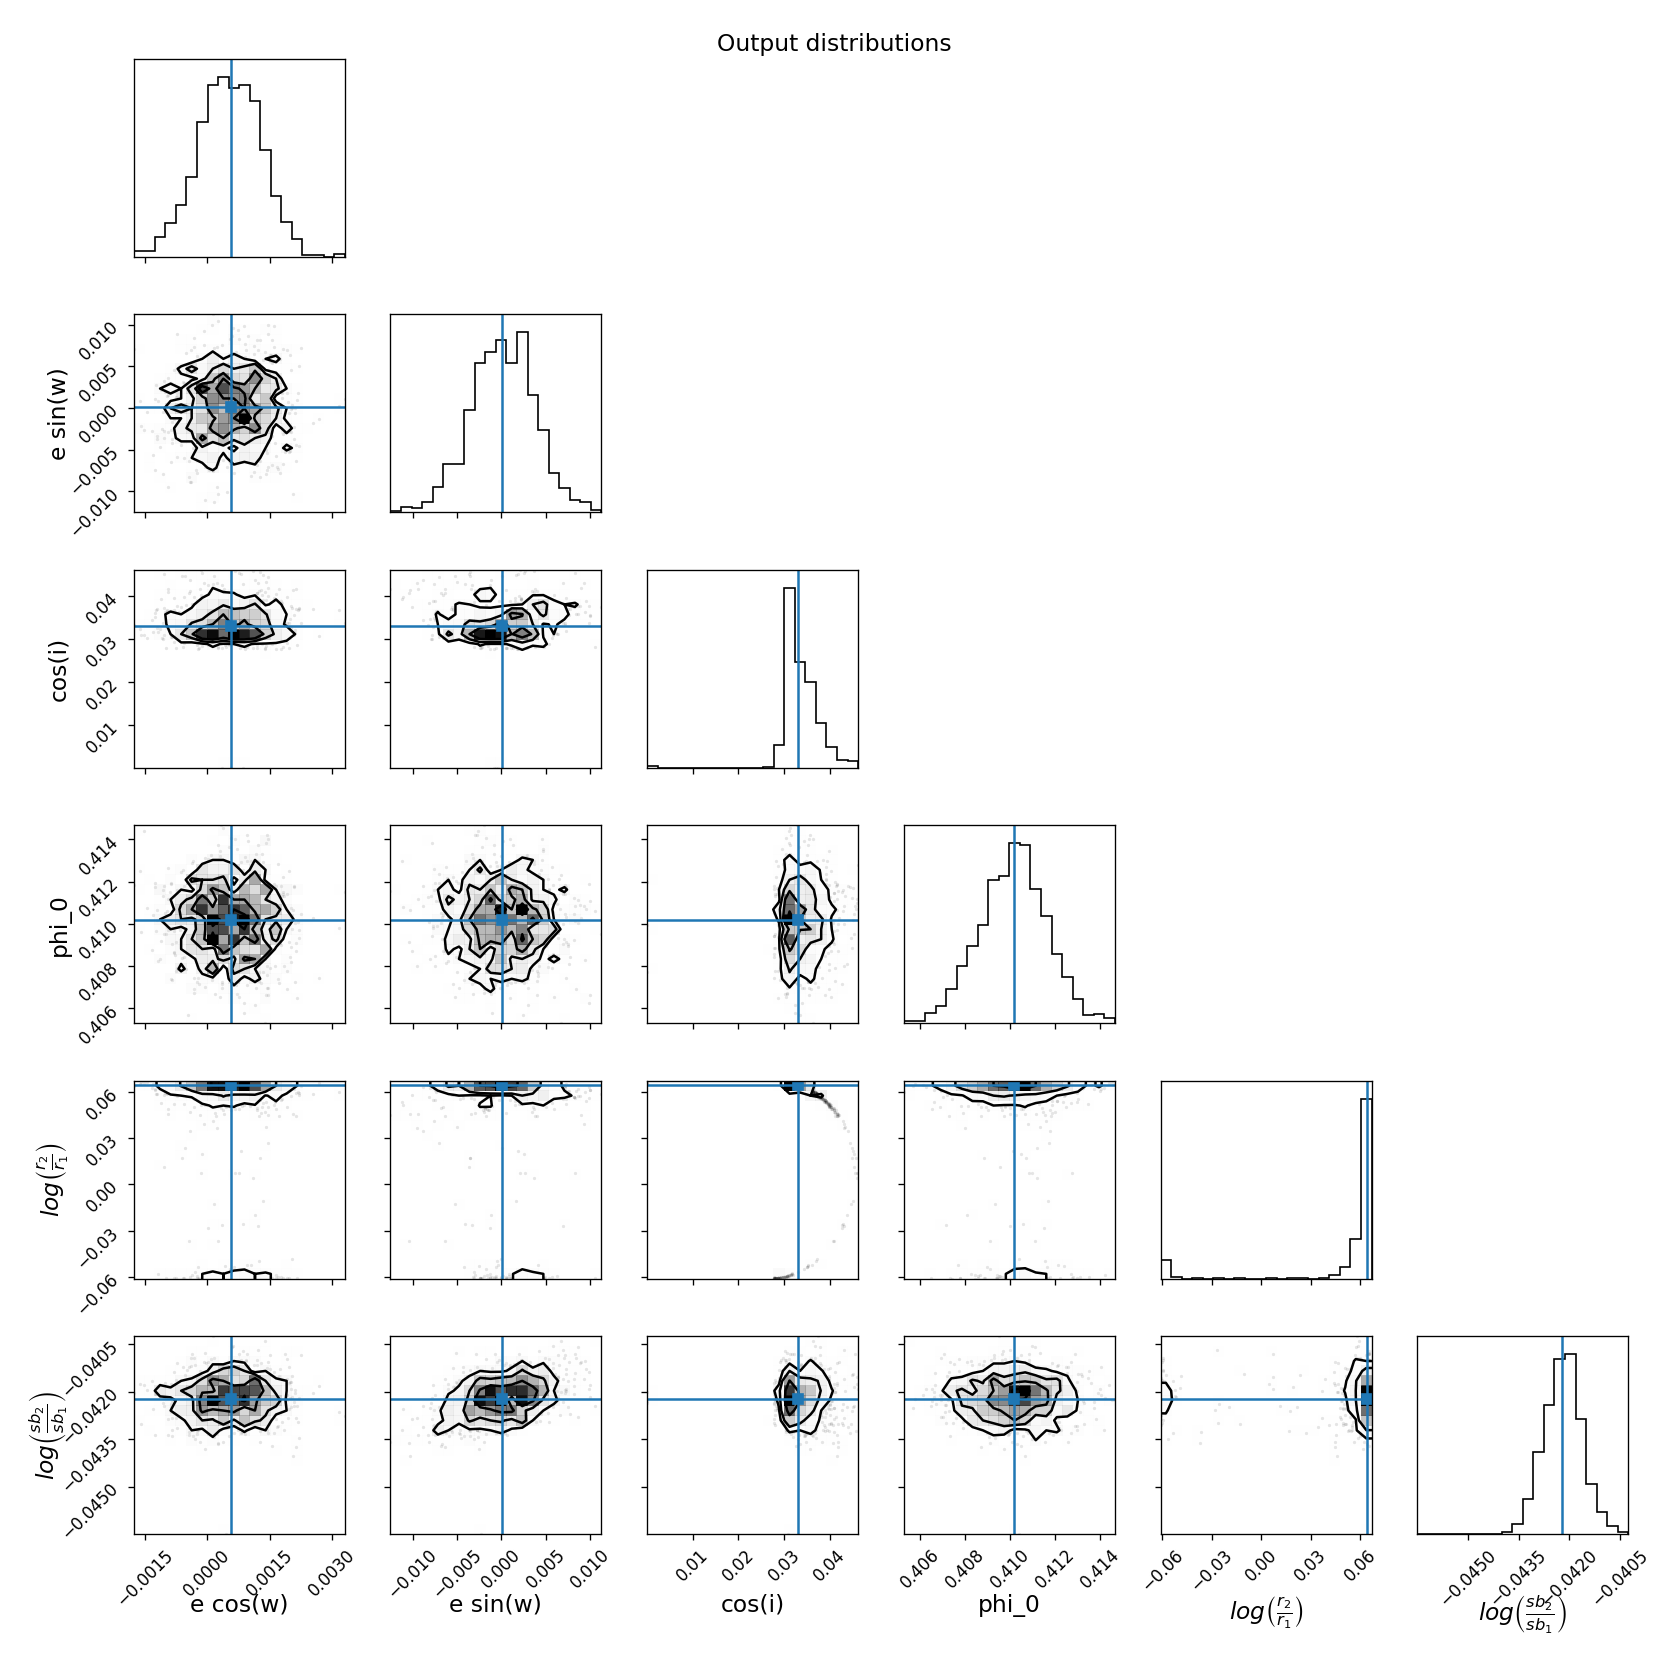 Output distributions
0.010
0.005
0.000
−0.005
−0.010
e sin(w)
0.04
0.03
0.02
0.01
cos(i)
0.414
0.412
0.410
0.408
0.406
phi_0
0.06
0.03
0.00
−0.03
−0.06
log(r2/r1)
−0.0405
−0.0420
−0.0435
−0.0450
log(sb2/sb1)
−0.0015 0.0000 0.0015 0.0030
e cos(w)
−0.010 −0.005 0.000 0.005 0.010
e sin(w)
0.01 0.02 0.03 0.04
cos(i)
0.406 0.408 0.410 0.412 0.414
phi_0
−0.06 −0.03 0.00 0.03 0.06
log(r2/r1)
−0.0450 −0.0435 −0.0420 −0.0405
log(sb2/sb1)